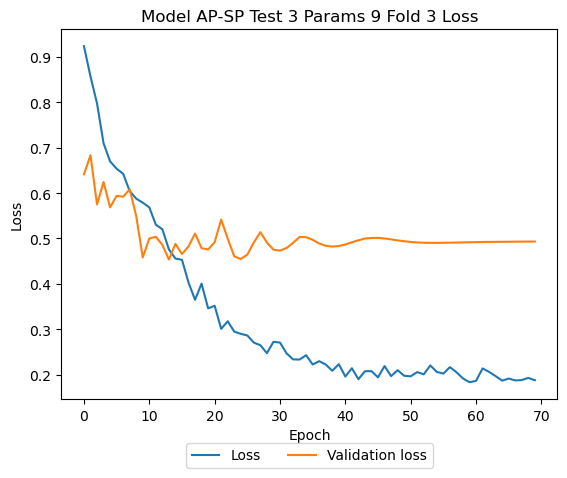 Model AP-SP Test 3 Params 9 Fold 3 Loss
0.9
0.8
0.7
0.6
0.5
0.4
0.3
0.2
Loss
0 10 20 30 40 50 60 70
Epoch
Loss Validation loss